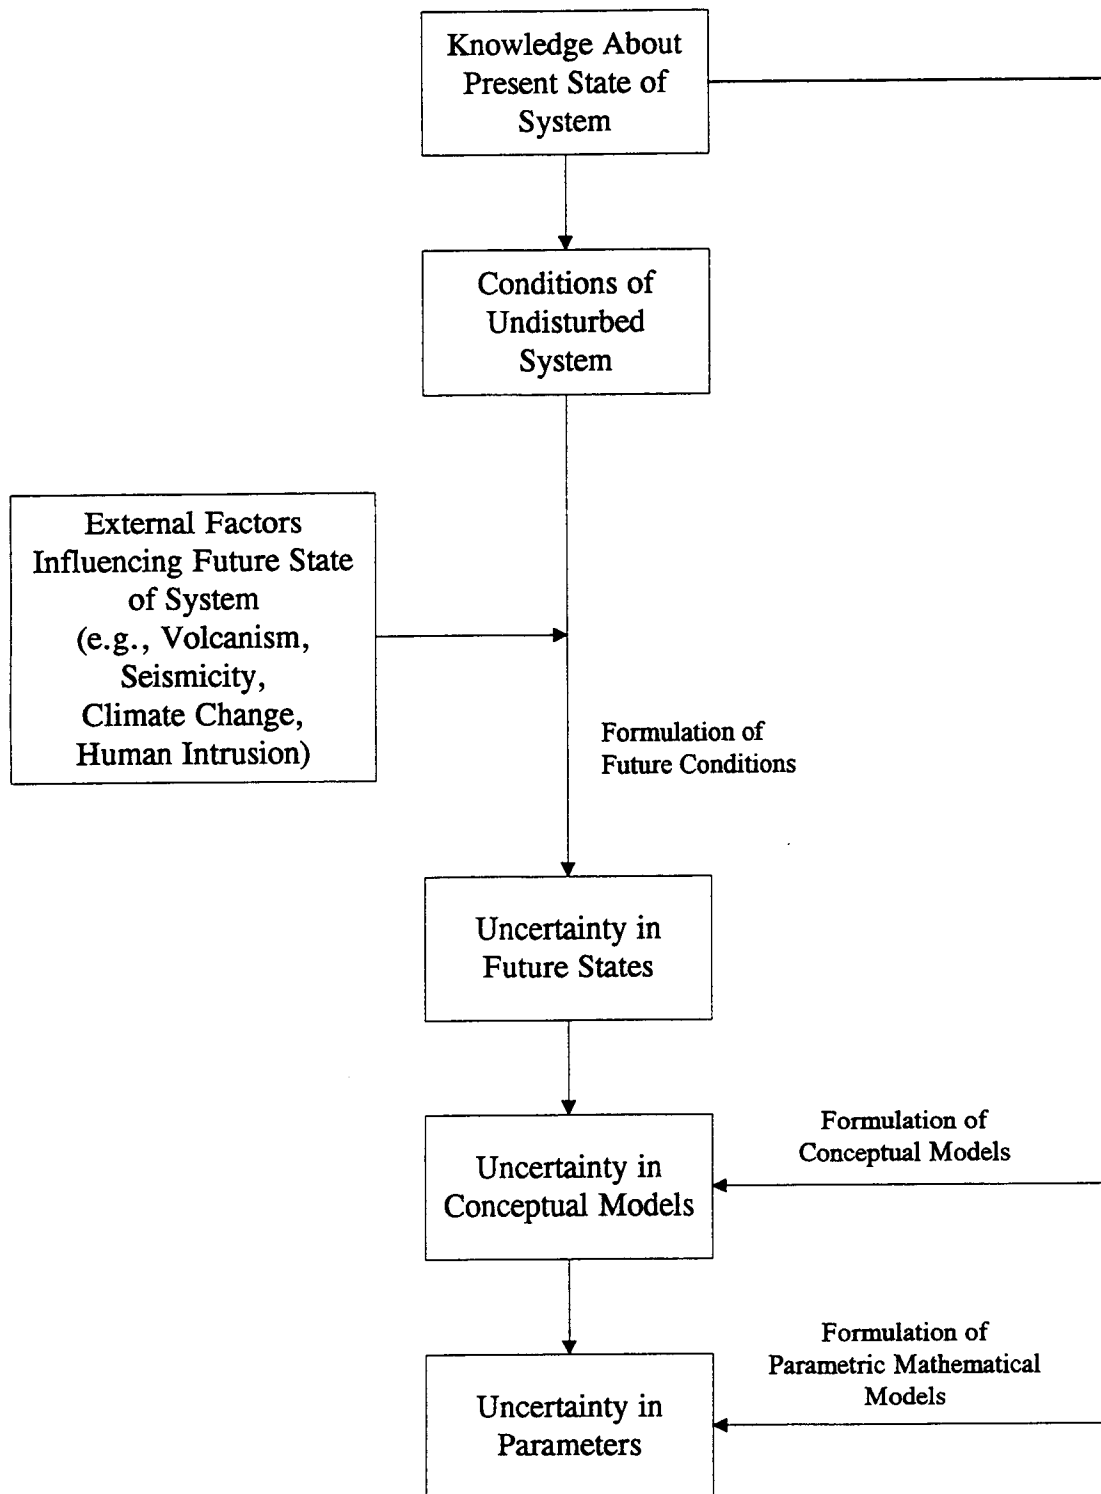 Knowledge About
Present State of
System
Conditions of
Undisturbed
System
External Factors
Influencing Future State
of System
(e.g., Volcanism,
Seismicity,
Climate Change,
Human Intrusion)
Formulation of
Future Conditions
Uncertainty in
Future States
Uncertainty in
Conceptual Models
Formulation of
Conceptual Models
Uncertainty in
Parameters
Formulation of
Parametric Mathematical
Models